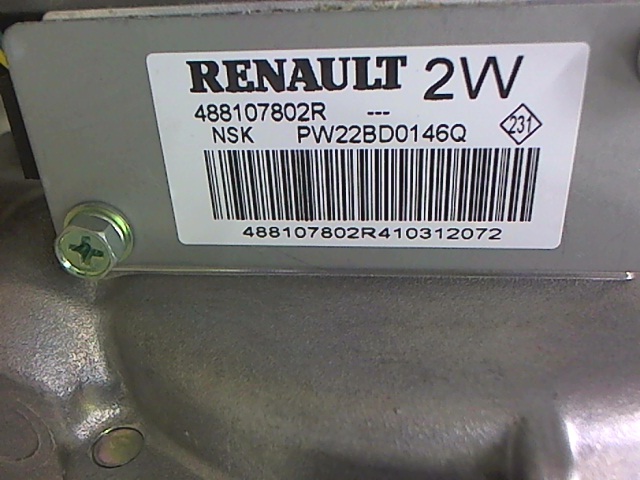 RENAULT 2W
488107802R ---
NSK PW22BD0146Q 231
488107802R410312072